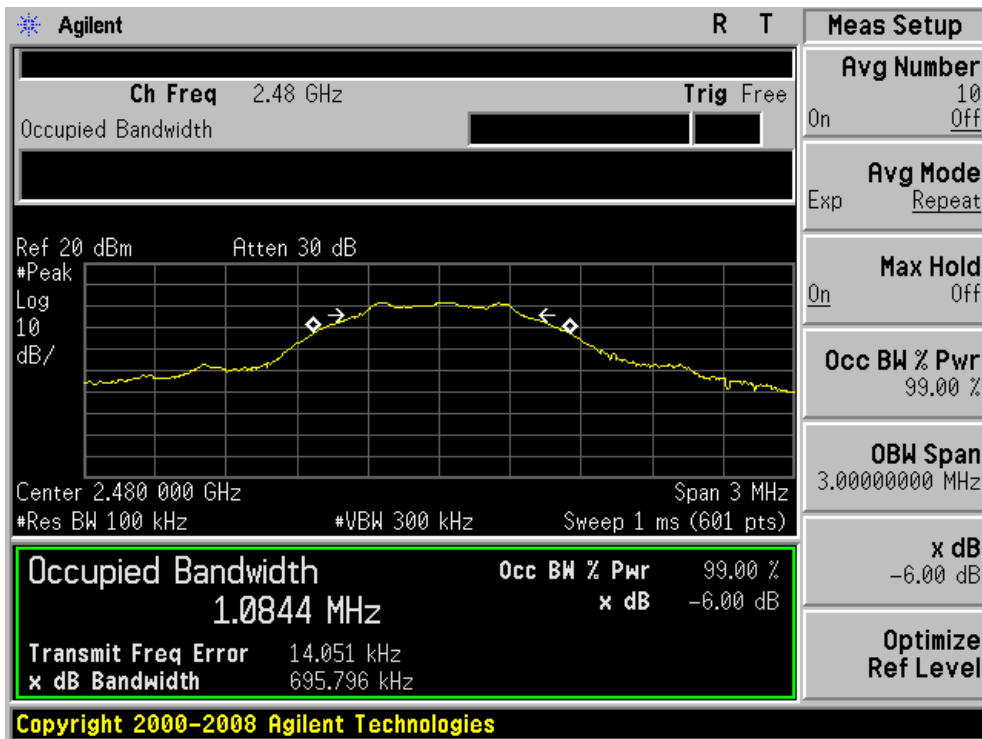 Agilent R T
Ch Freq 2.48 GHz Trig Free
Occupied Bandwidth
Ref 20 dBm Atten 30 dB
#Peak
Log
10
dB/
Center 2.480 000 GHz Span 3 MHz
#Res BW 100 kHz #VBW 300 kHz Sweep 1 ms (601 pts)
Occupied Bandwidth Occ BW % Pwr 99.00 %
1.0844 MHz x dB -6.00 dB
Transmit Freq Error 14.051 kHz
x dB Bandwidth 695.796 kHz
Copyright 2000-2008 Agilent Technologies
Meas Setup
Avg Number
10
On Off
Avg Mode
Exp Repeat
Max Hold
On Off
Occ BW % Pwr
99.00 %
OBW Span
3.00000000 MHz
x dB
-6.00 dB
Optimize
Ref Level